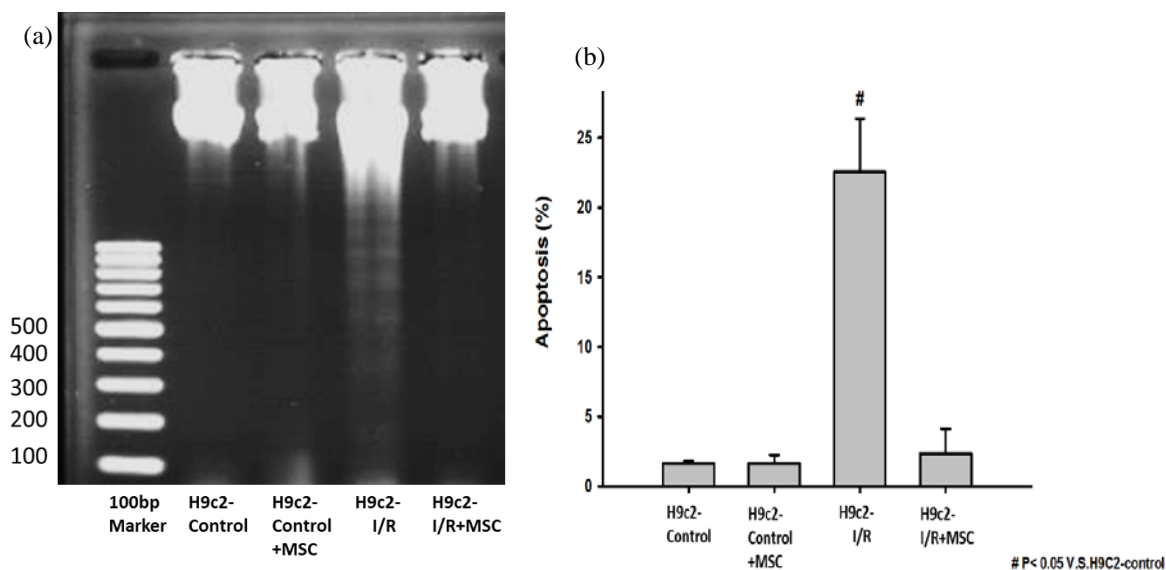 (a)
500
400
300
200
100
100bp
Marker
H9c2-
Control
H9c2-
Control
+MSC
H9c2-
I/R
H9c2-
I/R+MSC
(b)
Apoptosis (%)
25
20
15
10
5
0
#
H9c2-
Control
H9c2-
Control
+MSC
H9c2-
I/R
H9c2-
I/R+MSC
# P< 0.05 V.S.H9C2-control